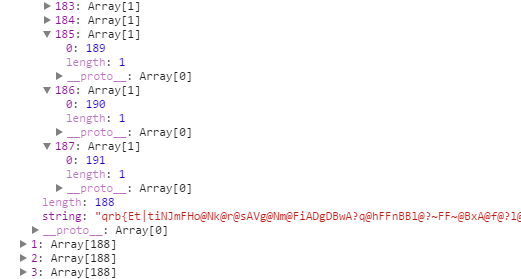 ▶ 183: Array[1]
▶ 184: Array[1]
▼ 185: Array[1]
0: 189
length: 1
▶ __proto__: Array[0]
▼ 186: Array[1]
0: 190
length: 1
▶ __proto__: Array[0]
▼ 187: Array[1]
0: 191
length: 1
▶ __proto__: Array[0]
length: 188
string: "qrb{Et|tiNJmFHo@Nk@r@sAVg@Nm@FiADgDBwA?q@hFFnBBl@?~FF~@BxA@f@?l@
▶ __proto__: Array[0]
▶ 1: Array[188]
▶ 2: Array[188]
▶ 3: Array[188]